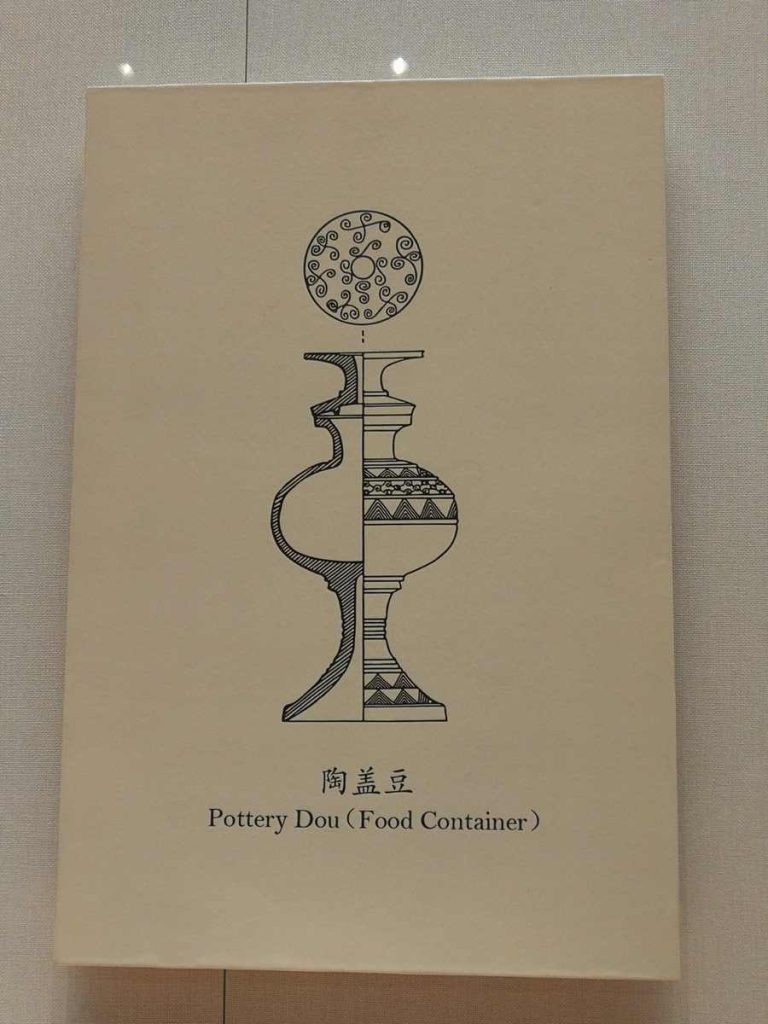 陶盖豆
Pottery Dou（Food Container）